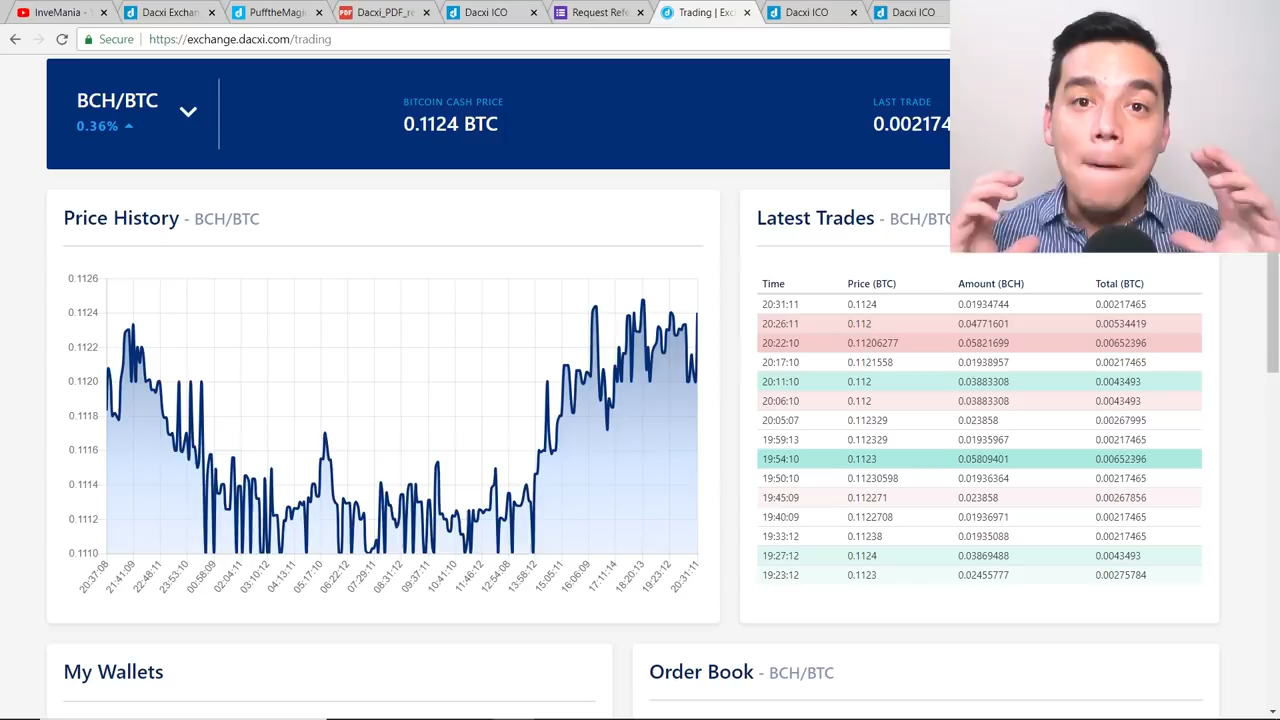 InveMania -
Dacxi Exchan
PufftheMagi
Dacxi_PDF_re
Dacxi ICO
Request Refe
Trading | Exc
Dacxi ICO
Dacxi ICO
Secure
https://exchange.dacxi.com/trading
BCH/BTC
0.36%
BITCOIN CASH PRICE
0.1124 BTC
LAST TRADE
0.002174
Price History - BCH/BTC
0.1126
0.1124
0.1122
0.1120
0.1118
0.1116
0.1114
0.1112
0.1110
20:37:08 21:41:09 22:48:11 23:53:10 00:58:09 02:04:11 03:10:12 04:13:11 05:17:10 06:22:12 07:29:11 08:31:12 09:37:11 10:41:10 11:46:12 12:54:08 13:58:12 15:05:11 16:06:09 17:11:14 18:20:13 19:23:12 20:31:11
Latest Trades - BCH/BTC
Time Price (BTC) Amount (BCH) Total (BTC)
20:31:11 0.1124 0.01934744 0.00217465
20:26:11 0.112 0.04771601 0.00534419
20:22:10 0.11206277 0.05821699 0.00652396
20:17:10 0.1121558 0.01938957 0.00217465
20:11:10 0.112 0.03883308 0.0043493
20:06:10 0.112 0.03883308 0.0043493
20:05:07 0.112329 0.023858 0.00267995
19:59:13 0.112329 0.01935967 0.00217465
19:54:10 0.1123 0.05809401 0.00652396
19:50:10 0.11230598 0.01936364 0.00217465
19:45:09 0.112271 0.023858 0.00267856
19:40:09 0.1122708 0.01936971 0.00217465
19:33:12 0.11238 0.01935088 0.00217465
19:27:12 0.1124 0.03869488 0.0043493
19:23:12 0.1123 0.02455777 0.00275784
My Wallets
Order Book - BCH/BTC